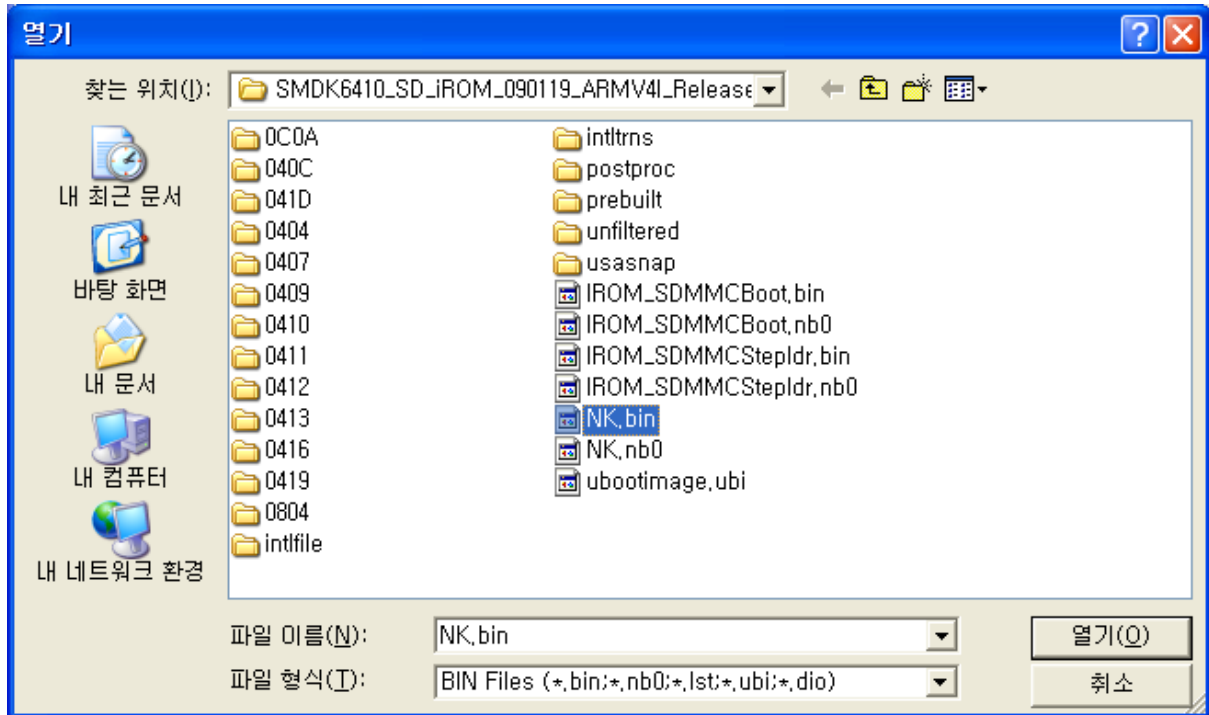 열기
찾는 위치(I):
SMDK6410_SD_iROM_090119_ARMV4I_Release
내 최근 문서
바탕 화면
내 문서
내 컴퓨터
내 네트워크 환경
0C0A
040C
041D
0404
0407
0409
0410
0411
0412
0413
0416
0419
0804
intlfile
intltrns
postproc
prebuilt
unfiltered
usasnap
IROM_SDMMCBoot.bin
IROM_SDMMCBoot.nb0
IROM_SDMMCStepldr.bin
IROM_SDMMCStepldr.nb0
NK.bin
NK.nb0
ubootimage.ubi
파일 이름(N):
NK.bin
열기(O)
파일 형식(T):
BIN Files (*.bin;*.nb0;*.lst;*.ubi;*.dio)
취소